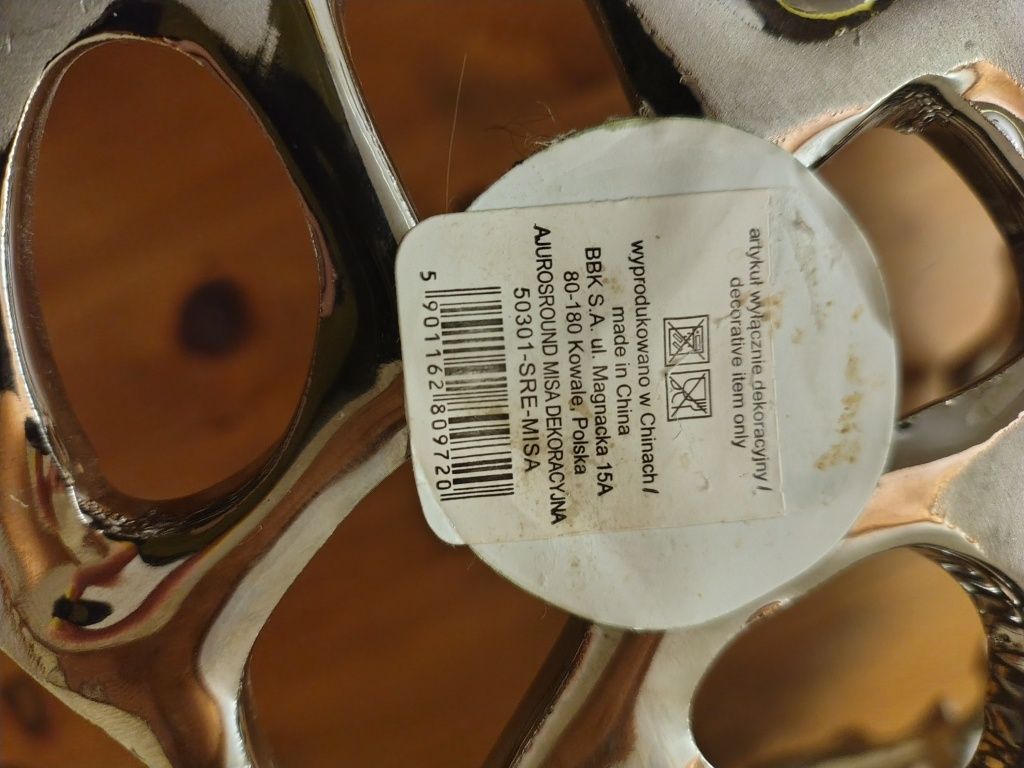 artykuł wyłącznie dekoracyjny /
decorative item only
wyprodukowano w Chinach /
made in China
BBK S.A. ul. Magnacka 15A
80-180 Kowale, Polska
AJUROSROUND MISA DEKORACYJNA
50301-SRE-MISA
5 901162 809720